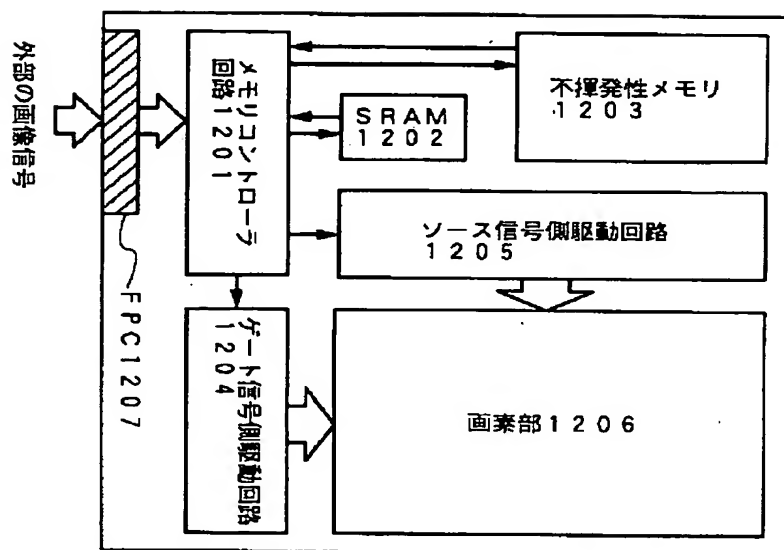 外部の画像信号
FPC1207
メモリコントローラ
回路1201
SRAM
1202
不揮発性メモリ
1203
ソース信号側駆動回路
1205
ゲート信号側駆動回路
1204
画素部1206